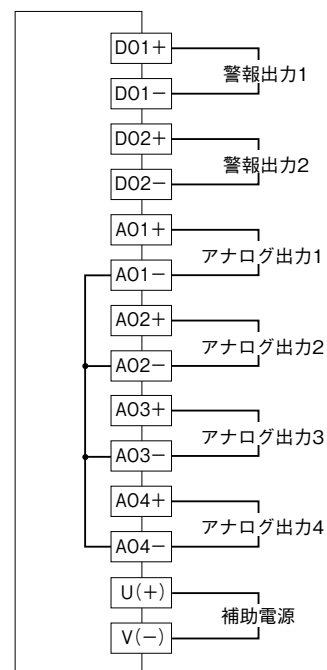 DO1+
警報出力1
DO1−
DO2+
警報出力2
DO2−
AO1+
アナログ出力1
AO1−
AO2+
アナログ出力2
AO2−
AO3+
アナログ出力3
AO3−
AO4+
アナログ出力4
AO4−
U(+)
補助電源
V(−)